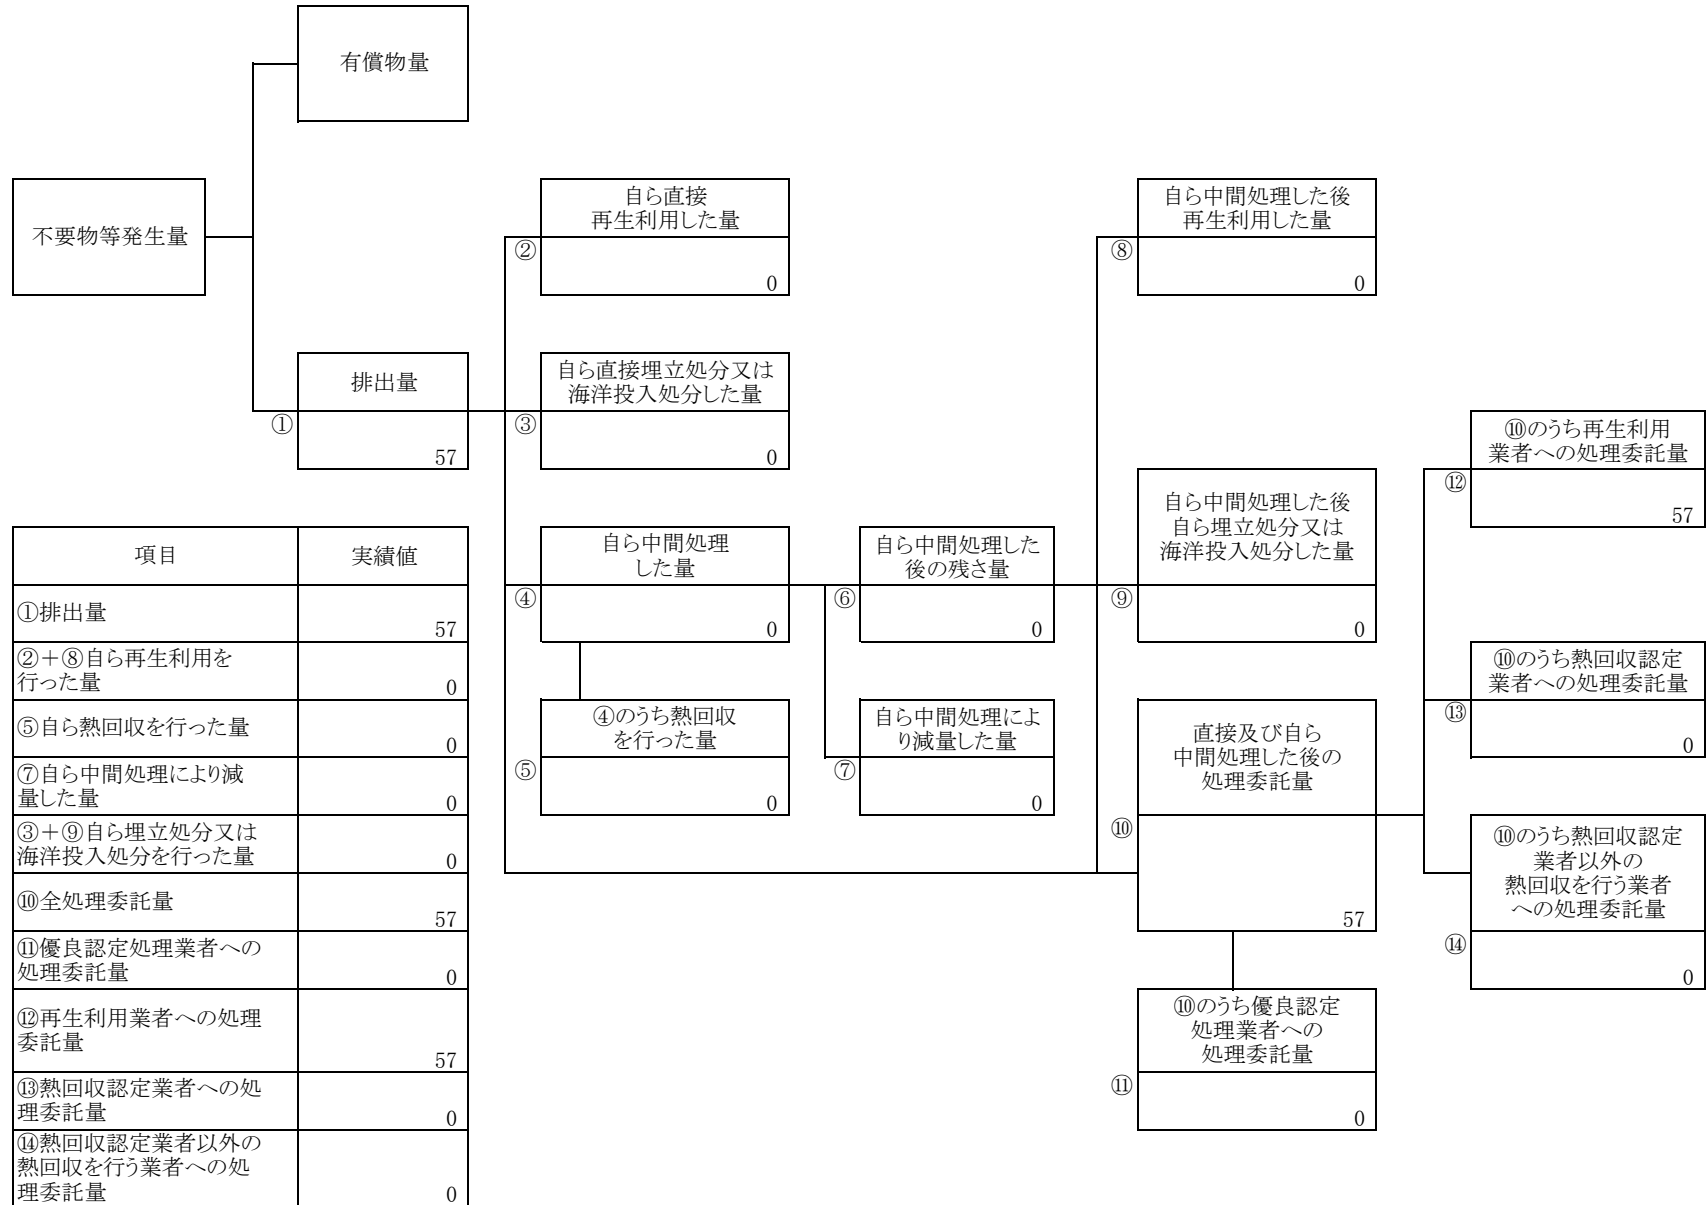 有償物量
不要物等発生量
自ら直接
再生利用した量
②
0
自ら中間処理した後
再生利用した量
⑧
0
排出量
①
57
自ら直接埋立処分又は
海洋投入処分した量
③
0
⑩のうち再生利用
業者への処理委託量
⑫
57
自ら中間処理した後
自ら埋立処分又は
海洋投入処分した量
⑨
0
自ら中間処理
した量
④
0
自ら中間処理した
後の残さ量
⑥
0
⑩のうち熱回収認定
業者への処理委託量
⑬
0
④のうち熱回収
を行った量
⑤
0
自ら中間処理によ
り減量した量
⑦
0
直接及び自ら
中間処理した後の
処理委託量
⑩
57
⑩のうち熱回収認定
業者以外の
熱回収を行う業者
への処理委託量
⑭
0
⑩のうち優良認定
処理業者への
処理委託量
⑪
0
項目 実績値
①排出量
57
②＋⑧自ら再生利用を
行った量
0
⑤自ら熱回収を行った量
0
⑦自ら中間処理により減
量した量
0
③＋⑨自ら埋立処分又は
海洋投入処分を行った量
0
⑩全処理委託量
57
⑪優良認定処理業者への
処理委託量
0
⑫再生利用業者への処理
委託量
57
⑬熱回収認定業者への処
理委託量
0
⑭熱回収認定業者以外の
熱回収を行う業者への処
理委託量
0